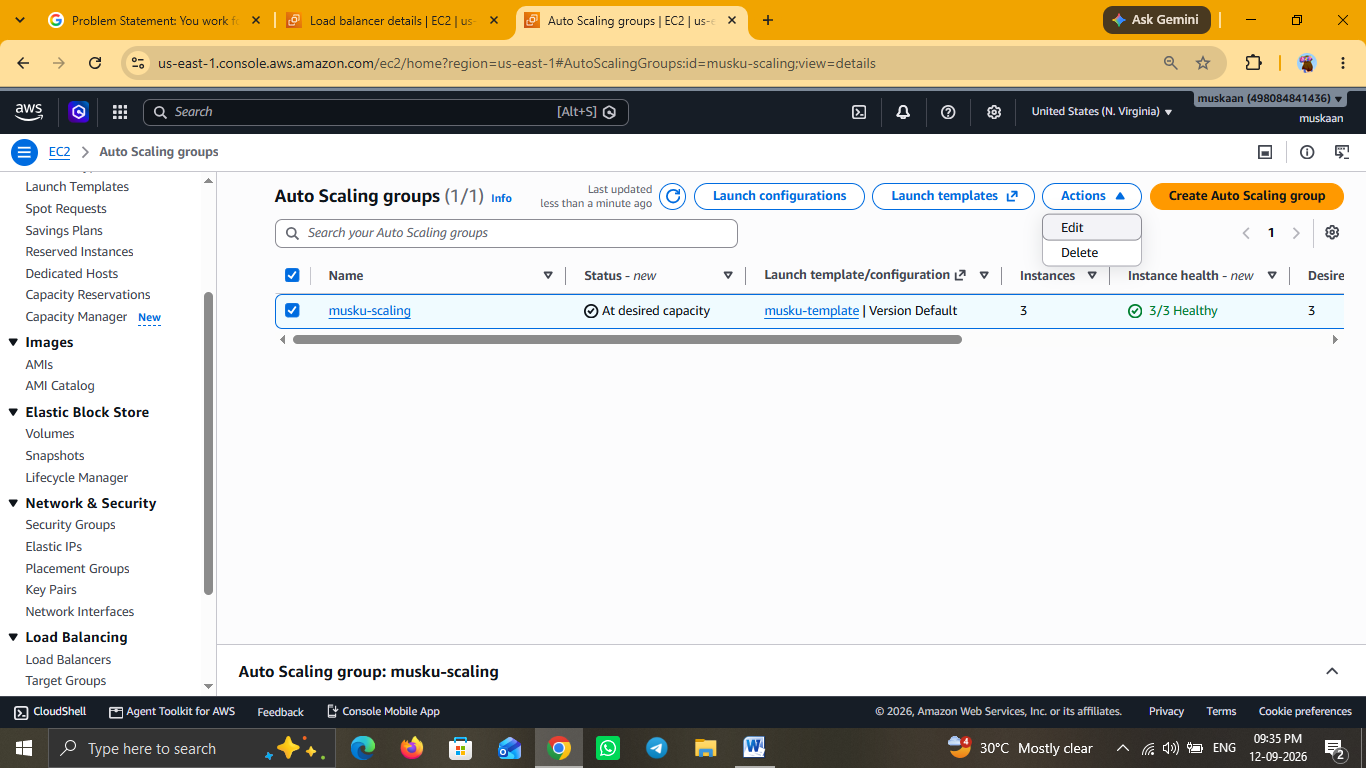 Problem Statement: You work fo
Load balancer details | EC2 | us-
Auto Scaling groups | EC2 | us-e
Ask Gemini
us-east-1.console.aws.amazon.com/ec2/home?region=us-east-1#AutoScalingGroups:id=musku-scaling;view=details
aws
Search
[Alt+S]
United States (N. Virginia)
muskaan (498084841436)
muskaan
EC2
Auto Scaling groups
Launch Templates
Spot Requests
Savings Plans
Reserved Instances
Dedicated Hosts
Capacity Reservations
Capacity Manager New
Images
AMIs
AMI Catalog
Elastic Block Store
Volumes
Snapshots
Lifecycle Manager
Network & Security
Security Groups
Elastic IPs
Placement Groups
Key Pairs
Network Interfaces
Load Balancing
Load Balancers
Target Groups
Auto Scaling groups (1/1) Info
Last updated
less than a minute ago
Launch configurations
Launch templates
Actions
Create Auto Scaling group
Edit
Delete
Search your Auto Scaling groups
1
Name
Status - new
Launch template/configuration
Instances
Instance health - new
Desire
musku-scaling
At desired capacity
musku-template | Version Default
3
3/3 Healthy
3
Auto Scaling group: musku-scaling
CloudShell
Agent Toolkit for AWS
Feedback
Console Mobile App
© 2026, Amazon Web Services, Inc. or its affiliates.
Privacy
Terms
Cookie preferences
Type here to search
4
30°C Mostly clear
ENG
09:35 PM
12-09-2026
2